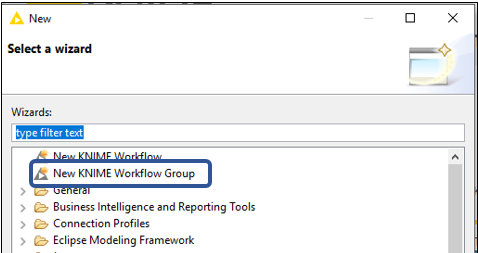 New
Select a wizard
Wizards:
type filter text
New KNIME Workflow
New KNIME Workflow Group
General
Business Intelligence and Reporting Tools
Connection Profiles
Eclipse Modeling Framework